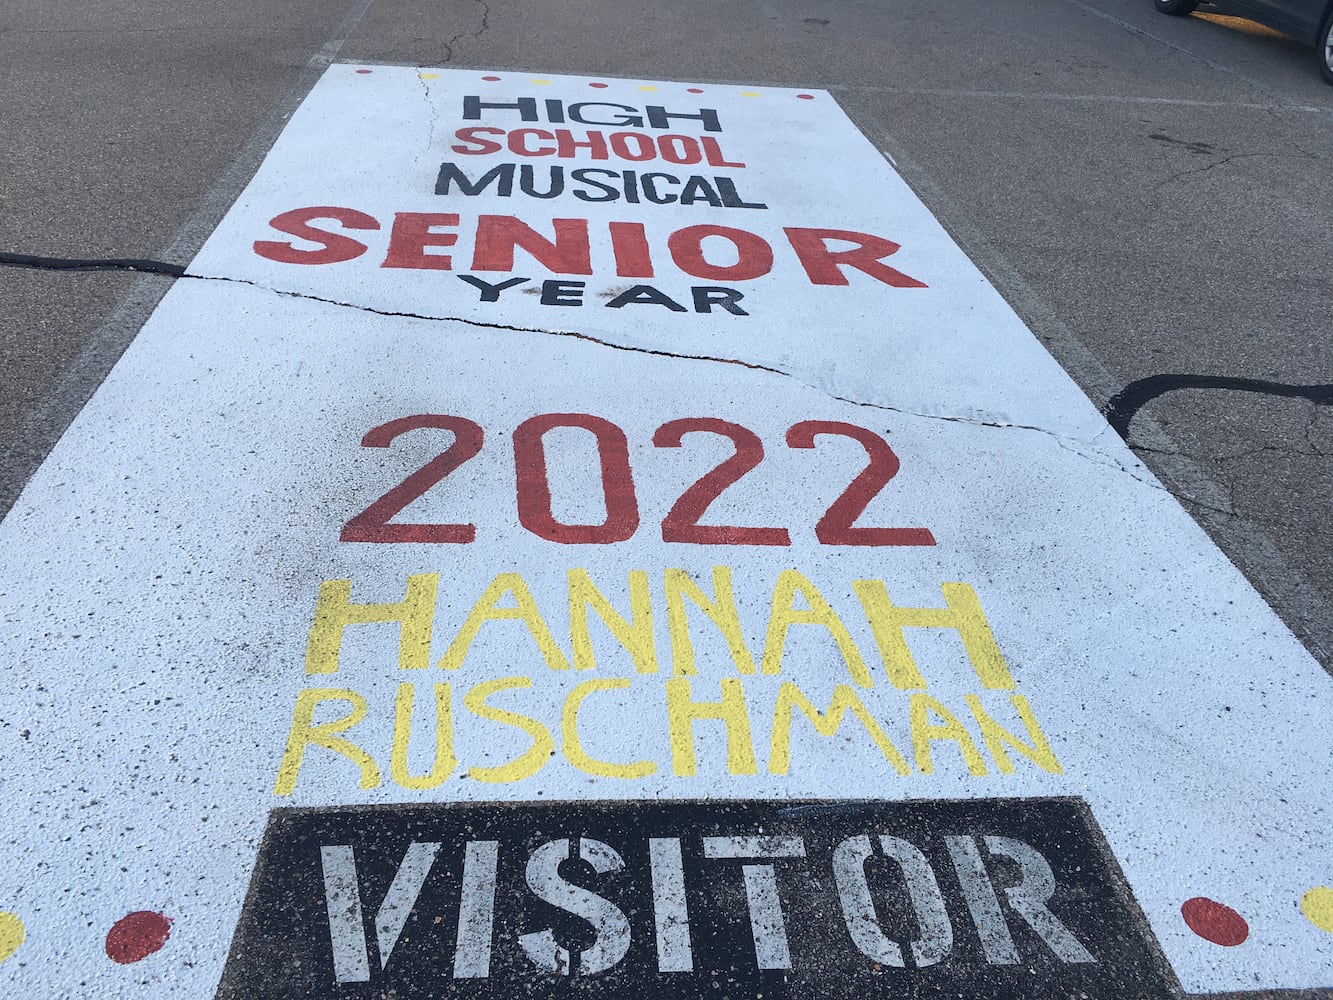 HIGH
SCHOOL
MUSICAL
SENIOR
YEAR
2022
HANNAH
RUSCHMAN
VISITOR